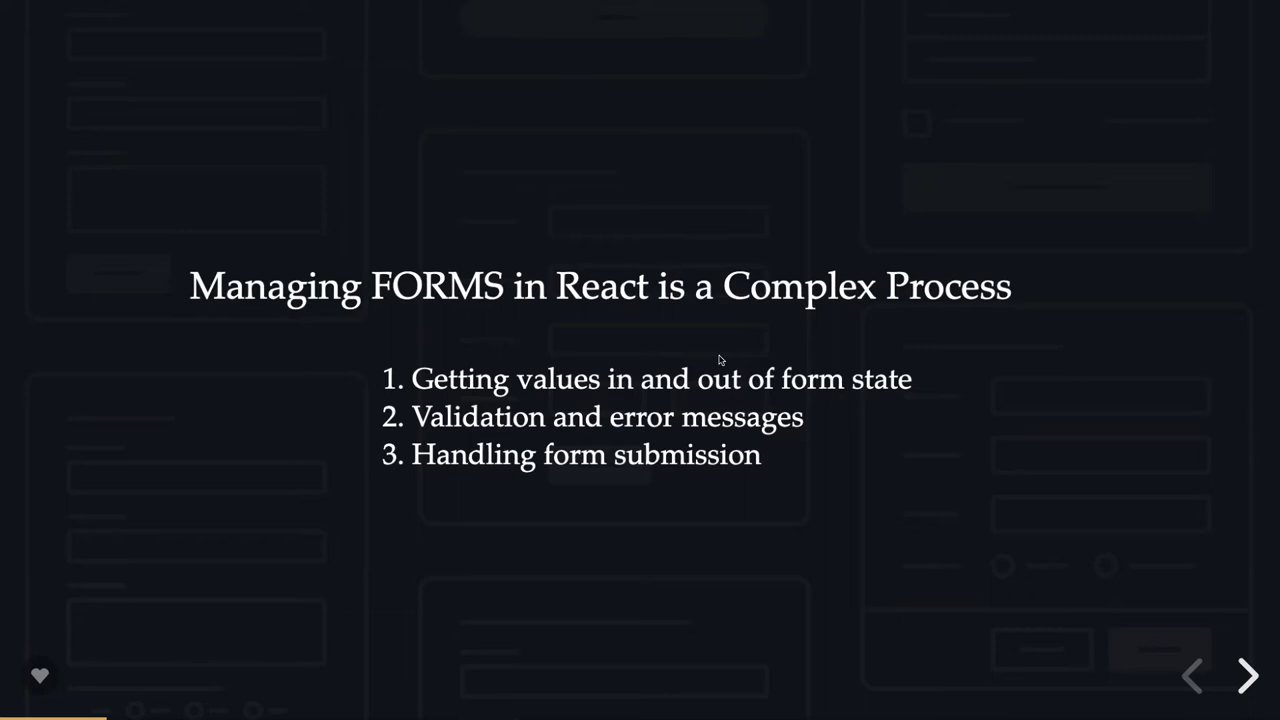 Managing FORMS in React is a Complex Process
1. Getting values in and out of form state
2. Validation and error messages
3. Handling form submission